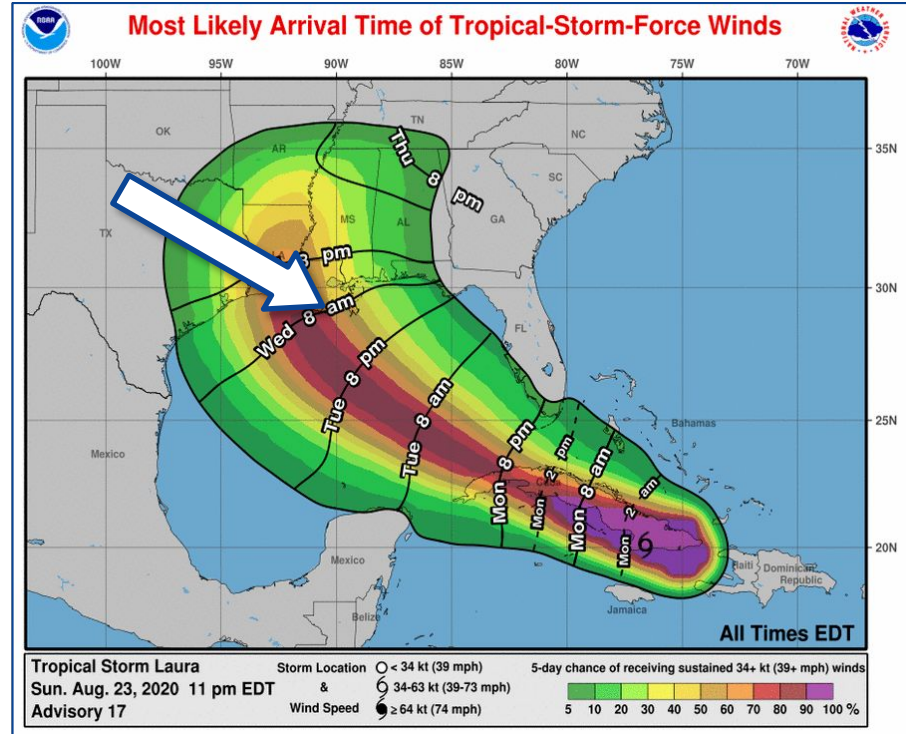 NOAA
Most Likely Arrival Time of Tropical-Storm-Force Winds
NATIONAL WEATHER SERVICE
100W 95W 90W 85W 80W 75W 70W
OK
TN
NC
AR
Thu 8 pm
35N
SC
MS
AL
GA
TX
LA
8 pm
30N
Wed 8 am
FL
Tue 8 pm
Tue 8 am
25N
Bahamas
Mexico
Mon 8 pm
Mon 2 pm
Cuba
Mon 8 am
Mon 2 am
20N
Mexico
Haiti
Dominican
Republic
Jamaica
Belize
All Times EDT
Tropical Storm Laura
Sun. Aug. 23, 2020 11 pm EDT
Advisory 17
Storm Location
&
Wind Speed
< 34 kt (39 mph)
34-63 kt (39-73 mph)
≥ 64 kt (74 mph)
5-day chance of receiving sustained 34+ kt (39+ mph) winds
5 10 20 30 40 50 60 70 80 90 100 %